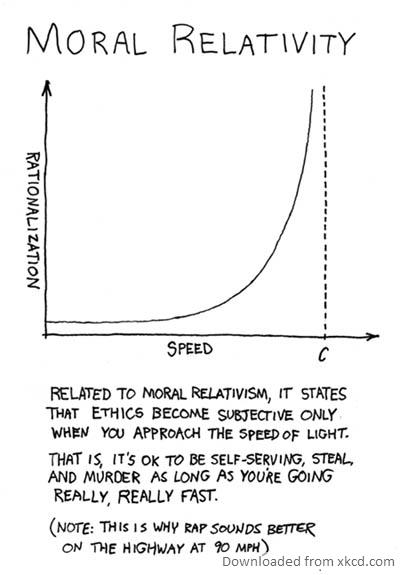 MORAL RELATIVITY
RATIONALIZATION
SPEED
C
RELATED TO MORAL RELATIVISM, IT STATES
THAT ETHICS BECOME SUBJECTIVE ONLY
WHEN YOU APPROACH THE SPEED OF LIGHT.
THAT IS, IT'S OK TO BE SELF-SERVING, STEAL,
AND MURDER AS LONG AS YOU'RE GOING
REALLY, REALLY FAST.
(NOTE: THIS IS WHY RAP SOUNDS BETTER
ON THE HIGHWAY AT 90 MPH)
Downloaded from xkcd.com